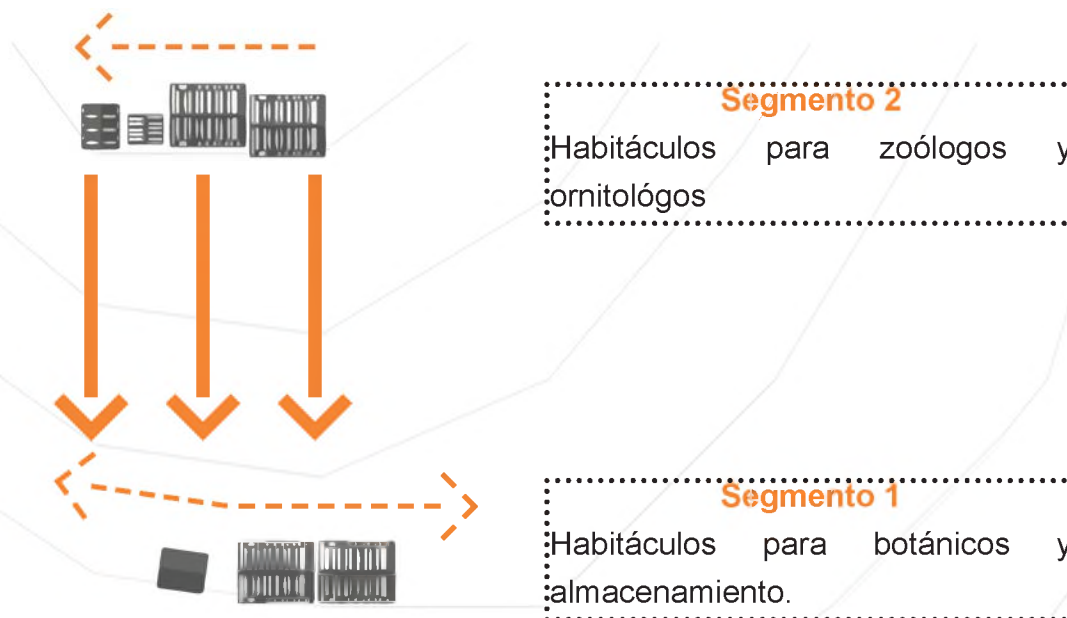 Segmento 2
Habitáculos para zoólogos y
ornitológos
Segmento 1
Habitáculos para botánicos y
almacenamiento.